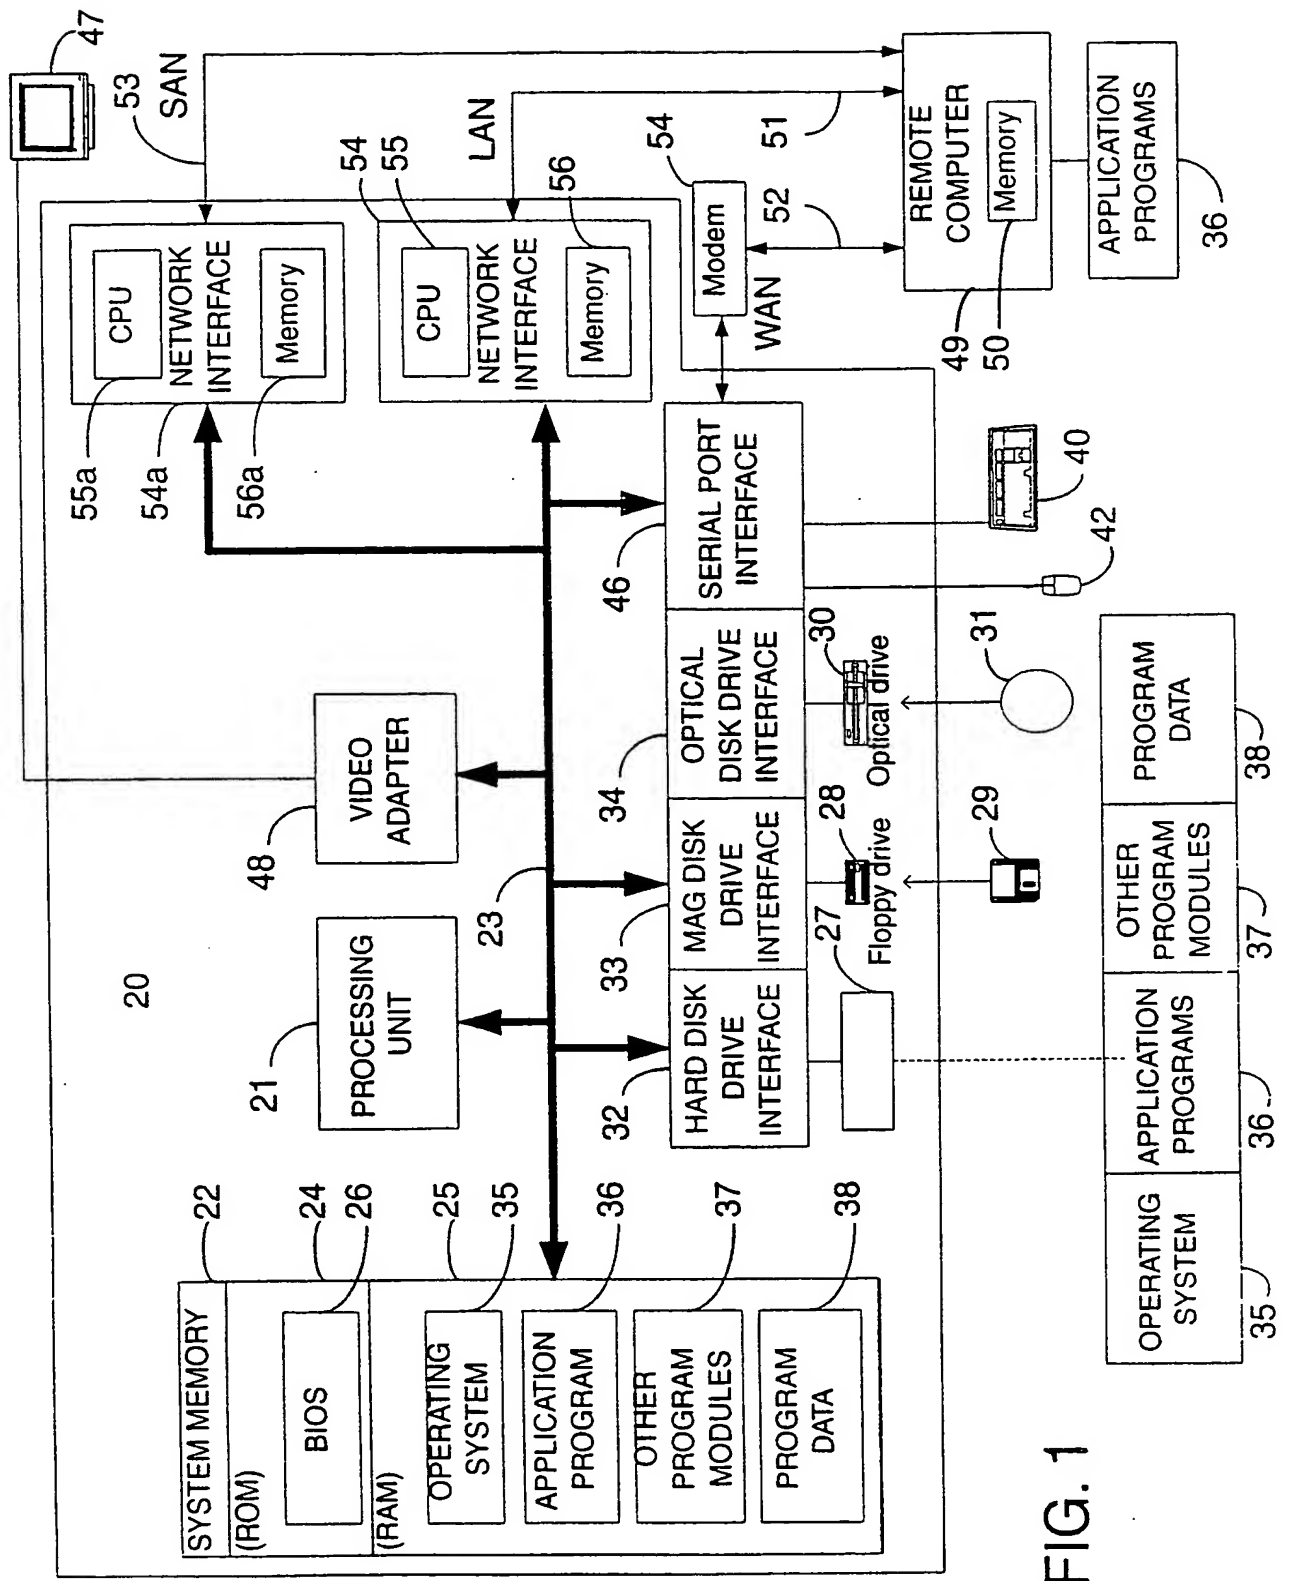 47
53
SAN
54
55
LAN
56
54
51
52
CPU
NETWORK
INTERFACE
Memory
CPU
NETWORK
INTERFACE
Memory
Modem
WAN
REMOTE
COMPUTER
Memory
APPLICATION
PROGRAMS
36
49
50
55a
54a
56a
46
SERIAL PORT
INTERFACE
40
42
VIDEO
ADAPTER
48
34
OPTICAL
DISK DRIVE
INTERFACE
30
Optical drive
31
23
33
MAG DISK
DRIVE
INTERFACE
28
Floppy drive
29
20
PROCESSING
UNIT
21
32
HARD DISK
DRIVE
INTERFACE
27
PROGRAM
DATA
38
OTHER
PROGRAM
MODULES
37
APPLICATION
PROGRAMS
36
OPERATING
SYSTEM
35
22
24
26
25
35
36
37
38
SYSTEM MEMORY
(ROM)
BIOS
(RAM)
OPERATING
SYSTEM
APPLICATION
PROGRAM
OTHER
PROGRAM
MODULES
PROGRAM
DATA
FIG. 1